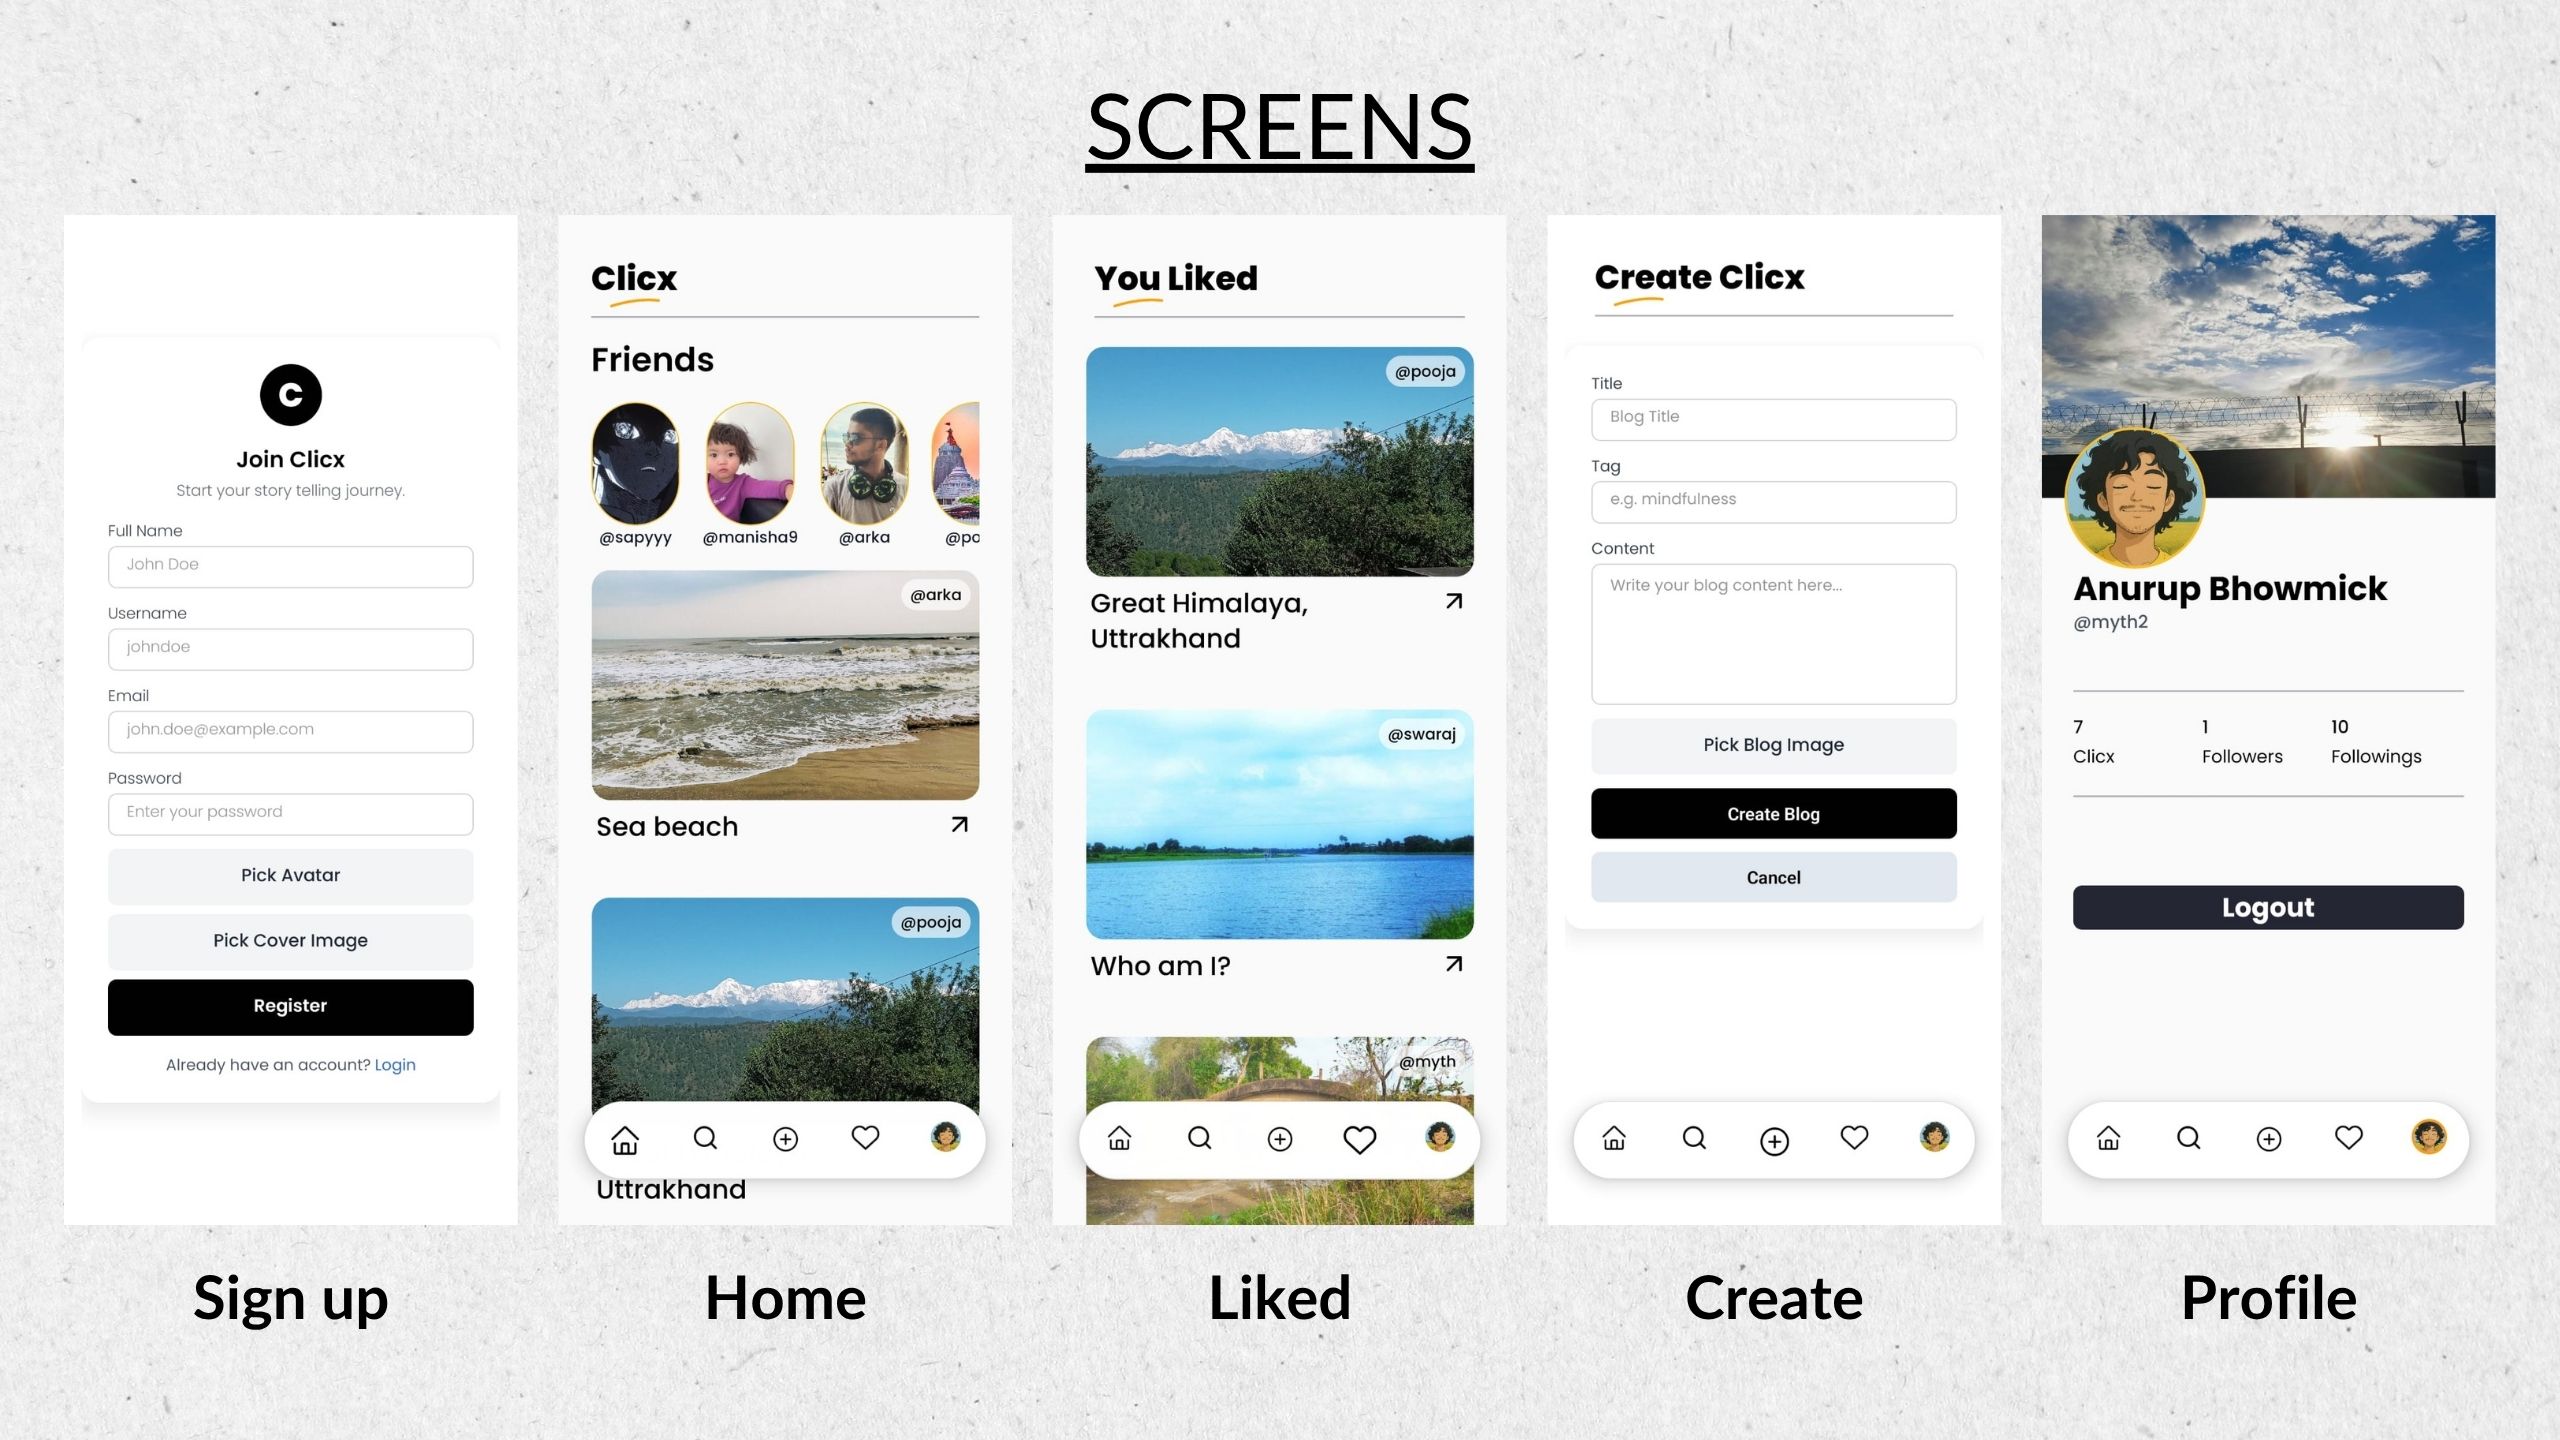 SCREENS
C
Join Clicx
Start your story telling journey.
Full Name
John Doe
Username
johndoe
Email
john.doe@example.com
Password
Enter your password
Pick Avatar
Pick Cover Image
Register
Already have an account? Login
Sign up
Clicx
Friends
@sapyyy @manisha9 @arka @po
@arka
Sea beach
@pooja
Uttrakhand
Home
You Liked
@pooja
Great Himalaya,
Uttrakhand
@swaraj
Who am I?
@myth
Liked
Create Clicx
Title
Blog Title
Tag
e.g. mindfulness
Content
Write your blog content here...
Pick Blog Image
Create Blog
Cancel
Create
Anurup Bhowmick
@myth2
7 1 10
Clicx Followers Followings
Logout
Profile